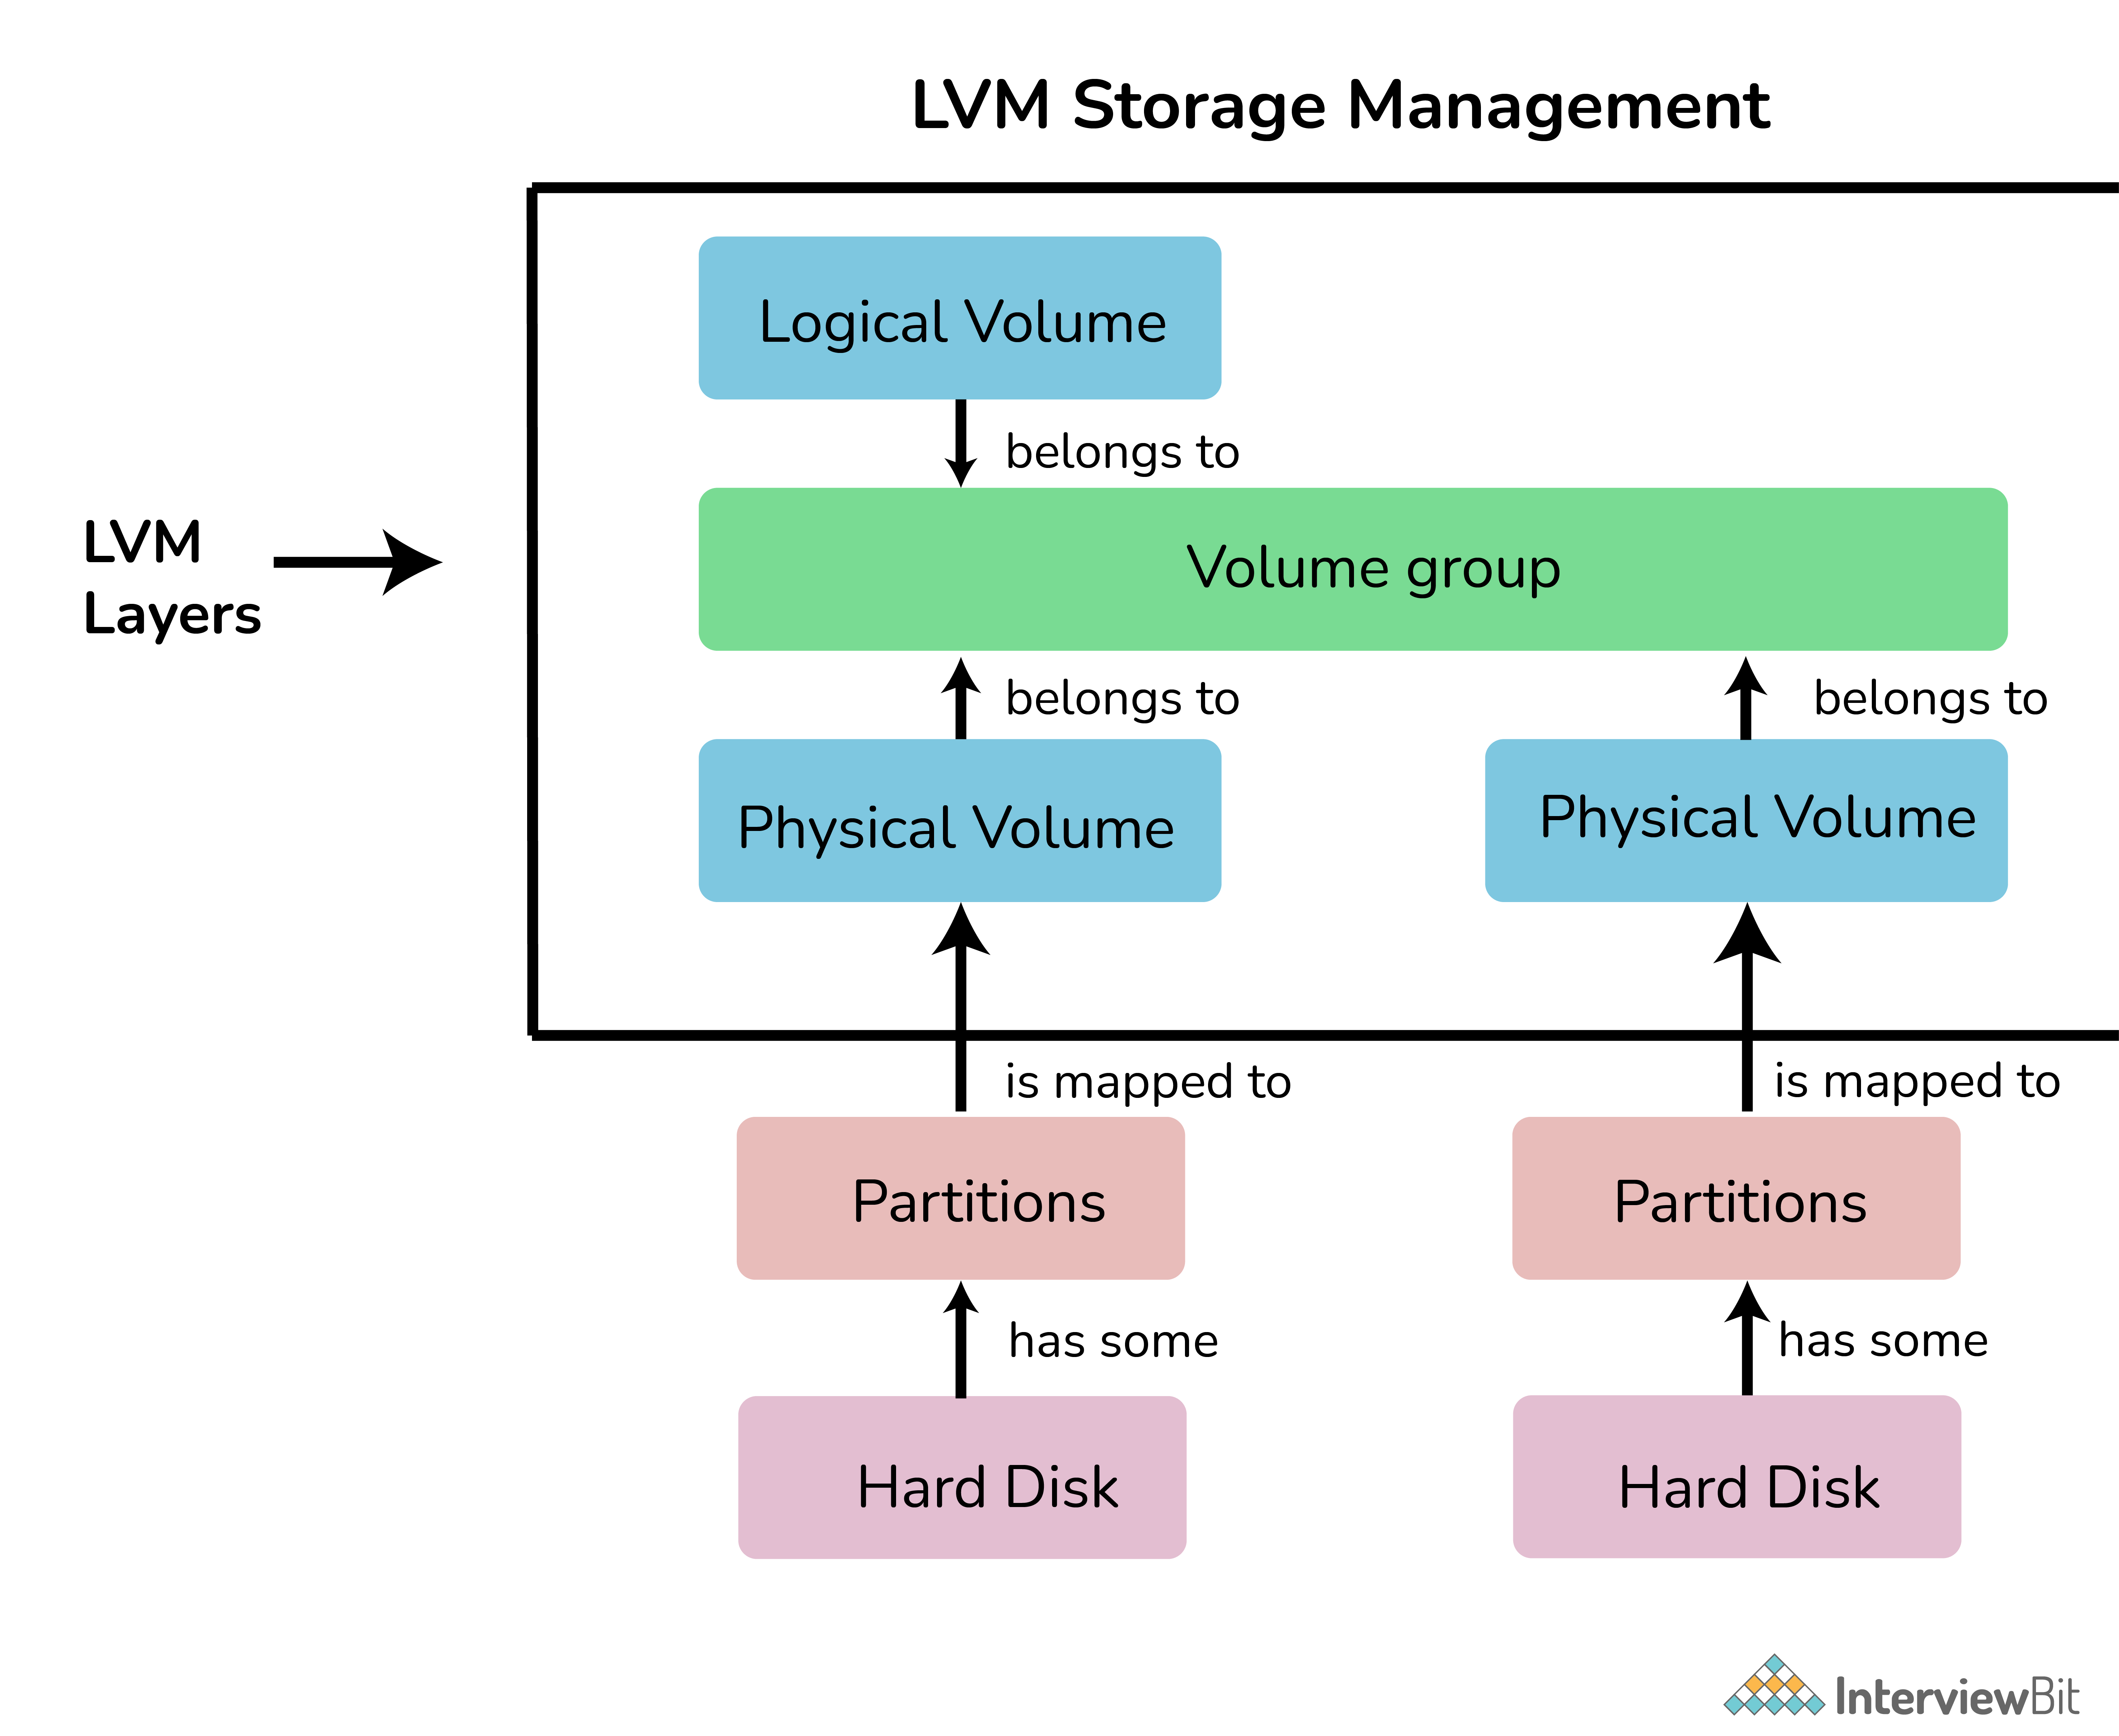 LVM Storage Management
Logical Volume
belongs to
LVM
Layers
Volume group
belongs to
belongs to
Physical Volume
Physical Volume
is mapped to
is mapped to
Partitions
Partitions
has some
has some
Hard Disk
Hard Disk
InterviewBit